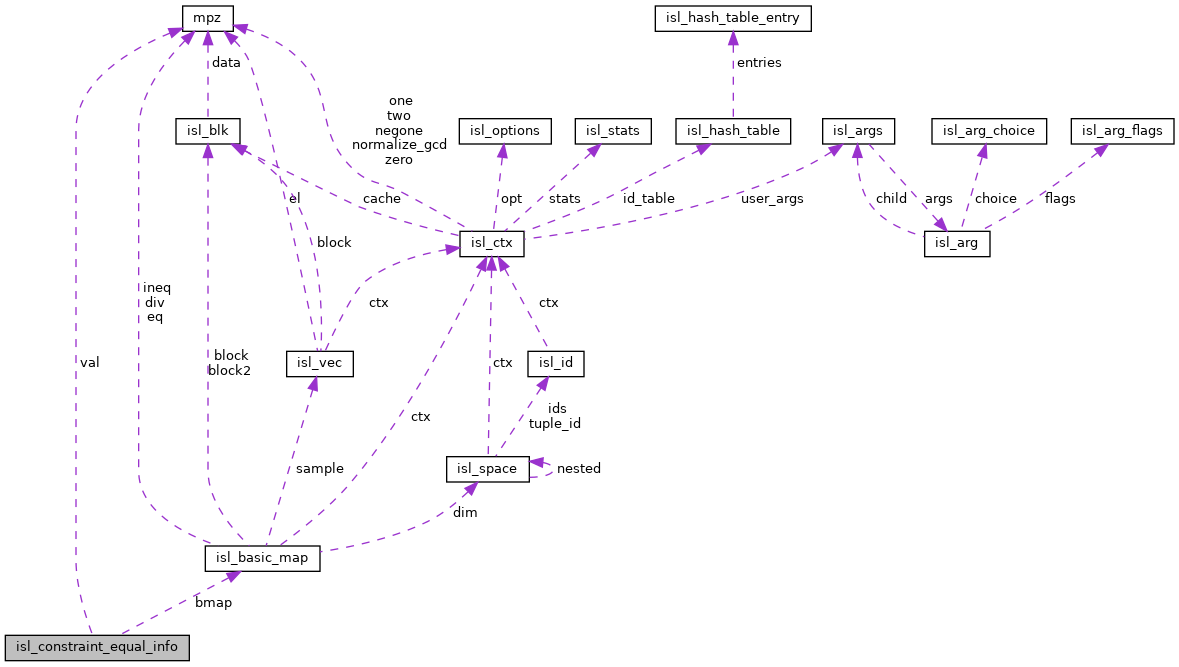 mpz
isl_hash_table_entry
data
entries
one
two
negone
normalize_gcd
zero
isl_blk
isl_options
isl_stats
isl_hash_table
isl_args
isl_arg_choice
isl_arg_flags
el
cache
opt
stats
id_table
user_args
child
args
choice
flags
block
isl_ctx
isl_arg
ineq
div
eq
ctx
ctx
block
block2
isl_vec
ctx
isl_id
ctx
ids
tuple_id
val
sample
isl_space
nested
dim
isl_basic_map
bmap
isl_constraint_equal_info